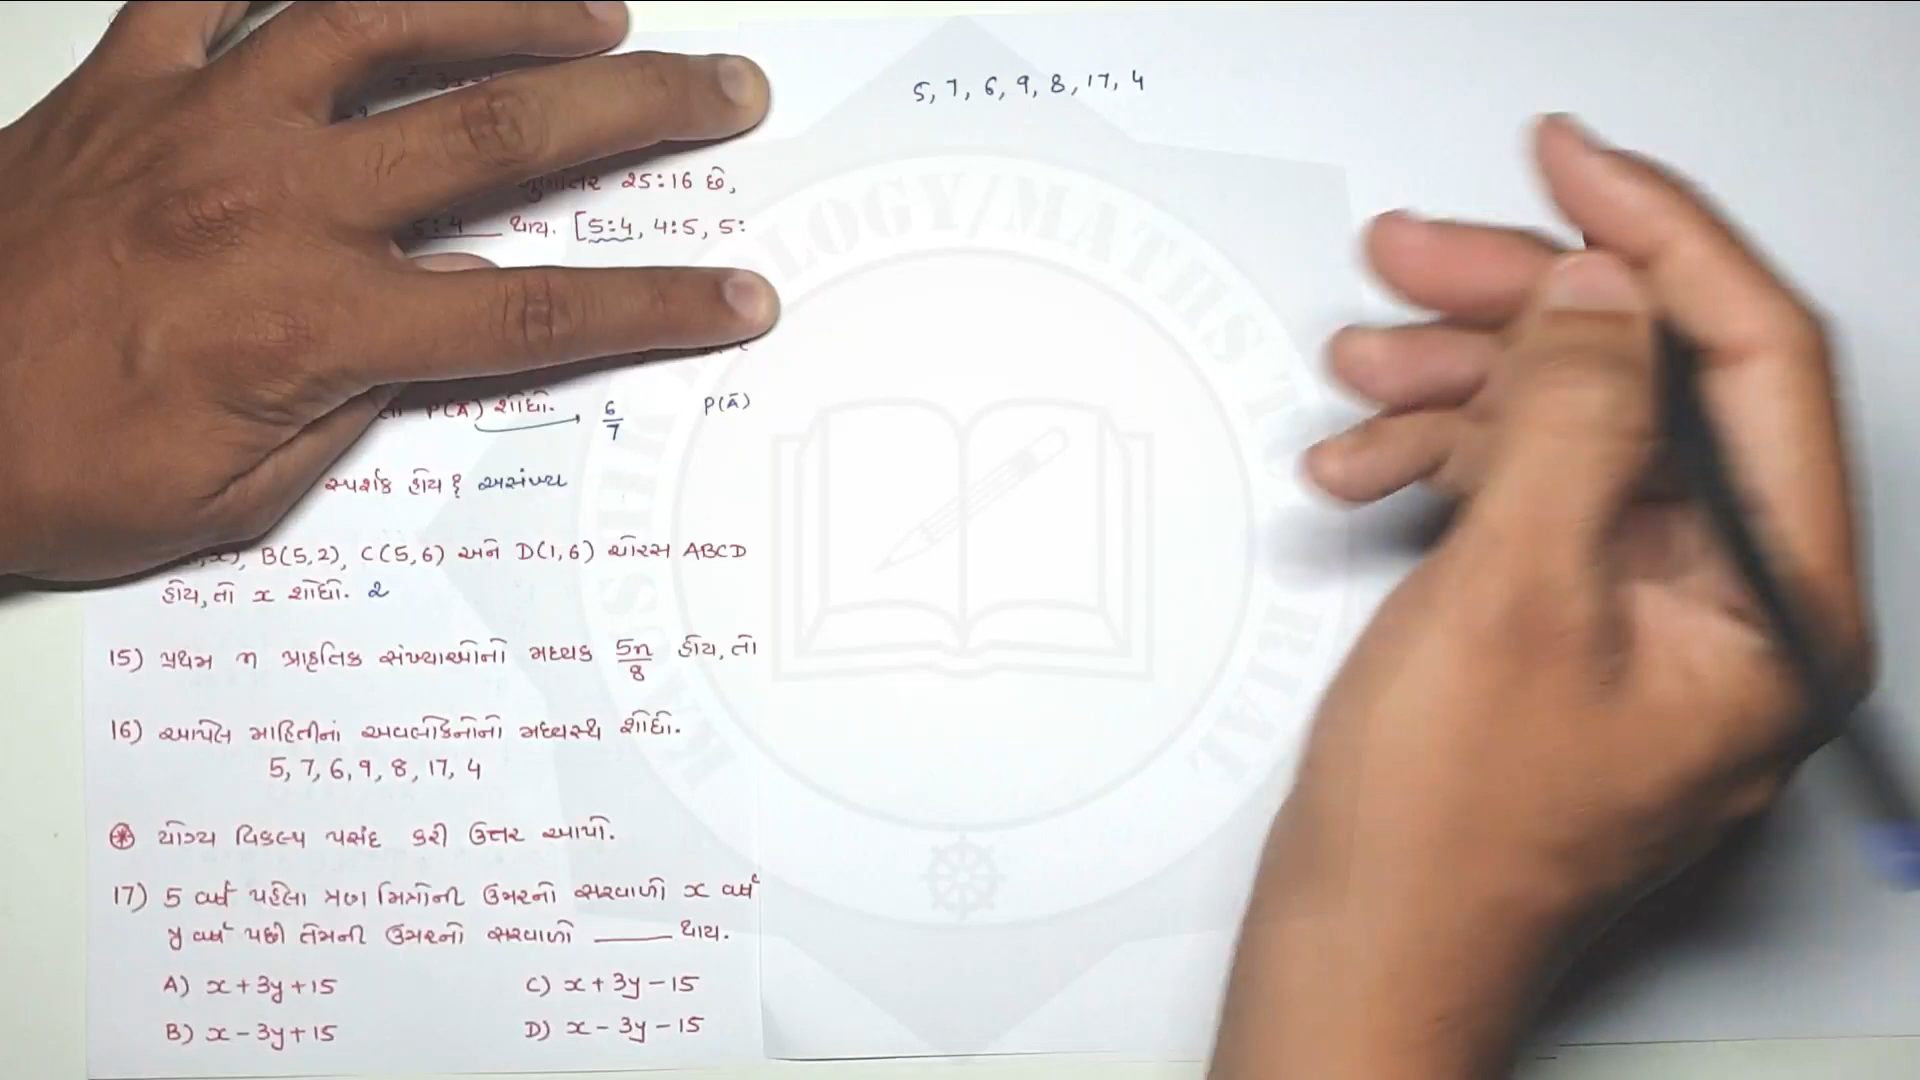 5, 7, 6, 9, 8, 17, 4
25:16 છે,
5:4 થાય. [5:4, 4:5, 5:
P(A̅) શોધો. → 6/7 P(A̅)
સ્પર્શક હોય ? અસંખ્ય
B(5,2), C(5,6) અને D(1,6) ચોરસ ABCD
હોય, તો x શોધો. 2
15) પ્રથમ n પ્રાકૃતિક સંખ્યાઓનો મધ્યક 5n/8 હોય, તો
16) આપેલ માહિતીનાં અવલોકનોનો મધ્યસ્થ શોધો.
5, 7, 6, 9, 8, 17, 4
યોગ્ય વિકલ્પ પસંદ કરી ઉત્તર આપો.
17) 5 વર્ષ પહેલા ત્રણ મિત્રોની ઉંમરનો સરવાળો x વર્ષ
y વર્ષ પછી તેમની ઉંમરનો સરવાળો ____ થાય.
A) x + 3y + 15
C) x + 3y - 15
B) x - 3y + 15
D) x - 3y - 15